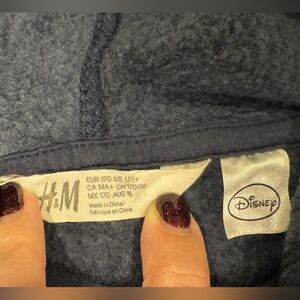 H&M
EUR 170 US 14Y+
CA 14A+ CN 170/88
MX 170 AUS 16
Made in China/
Fabriqué en Chine
Disney